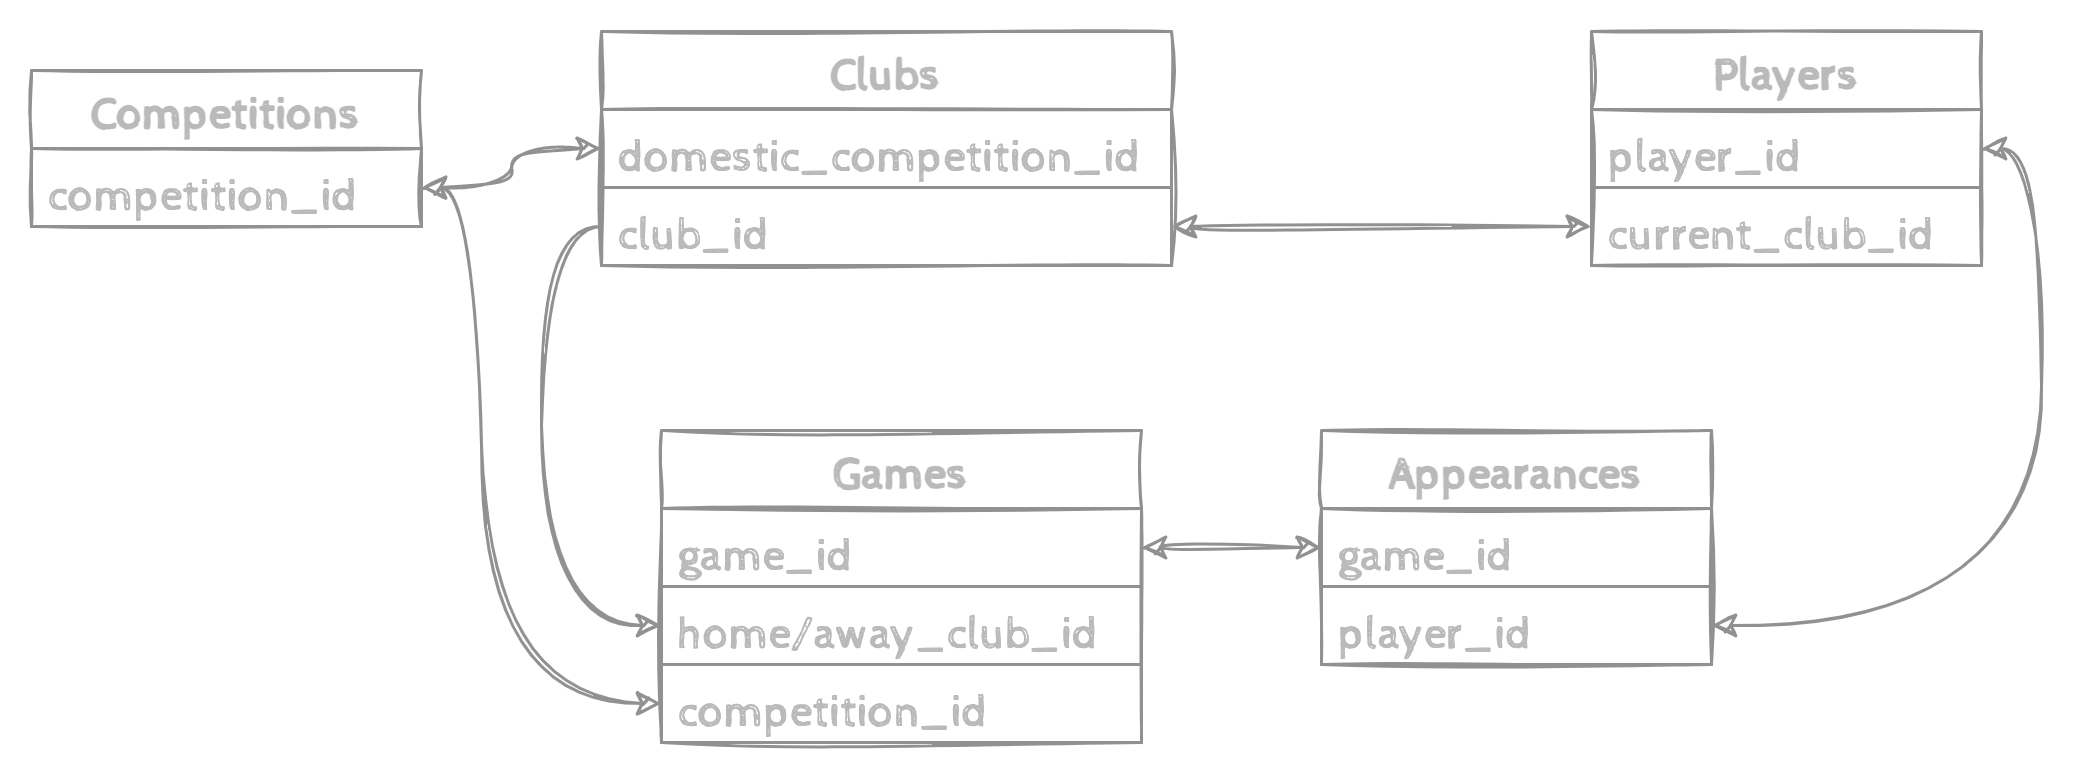 Competitions
competition_id
Clubs
domestic_competition_id
club_id
Players
player_id
current_club_id
Games
game_id
home/away_club_id
competition_id
Appearances
game_id
player_id